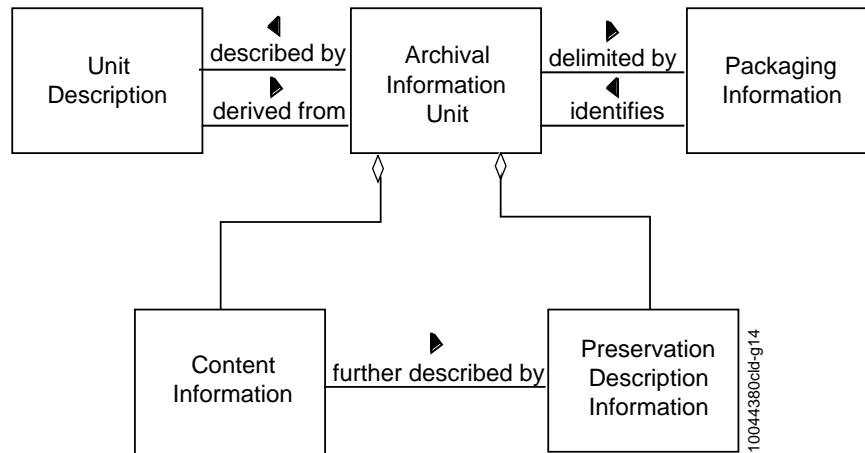 Unit
Description
described by
derived from
Archival
Information
Unit
delimited by
identifies
Packaging
Information
Content
Information
further described by
Preservation
Description
Information
10044380cld-g14